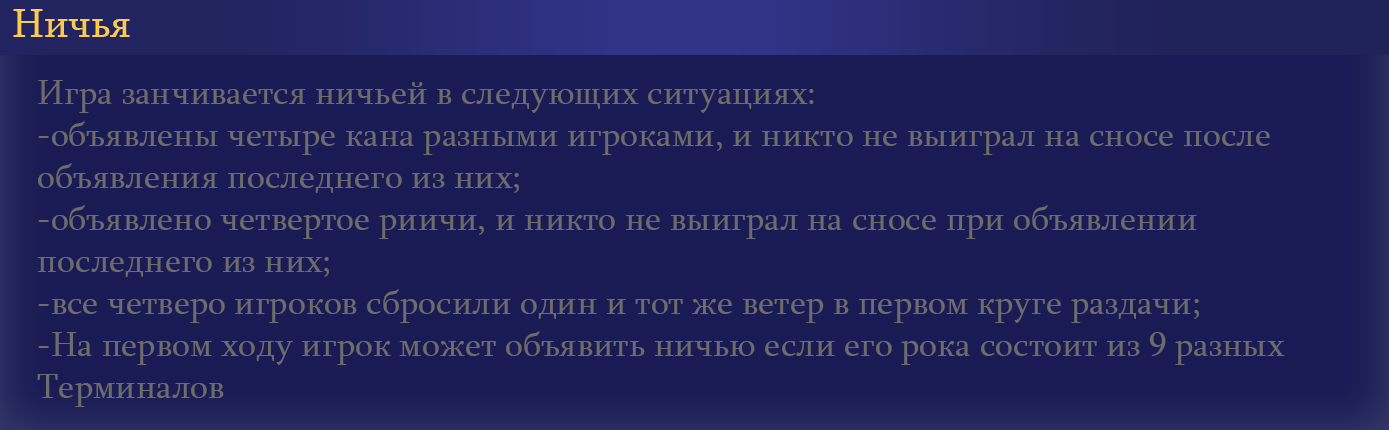 Ничья
Игра занчивается ничьей в следующих ситуациях:
-объявлены четыре кана разными игроками, и никто не выиграл на сносе после
объявления последнего из них;
-объявлено четвертое риичи, и никто не выиграл на сносе при объявлении
последнего из них;
-все четверо игроков сбросили один и тот же ветер в первом круге раздачи;
-На первом ходу игрок может объявить ничью если его рока состоит из 9 разных
Терминалов